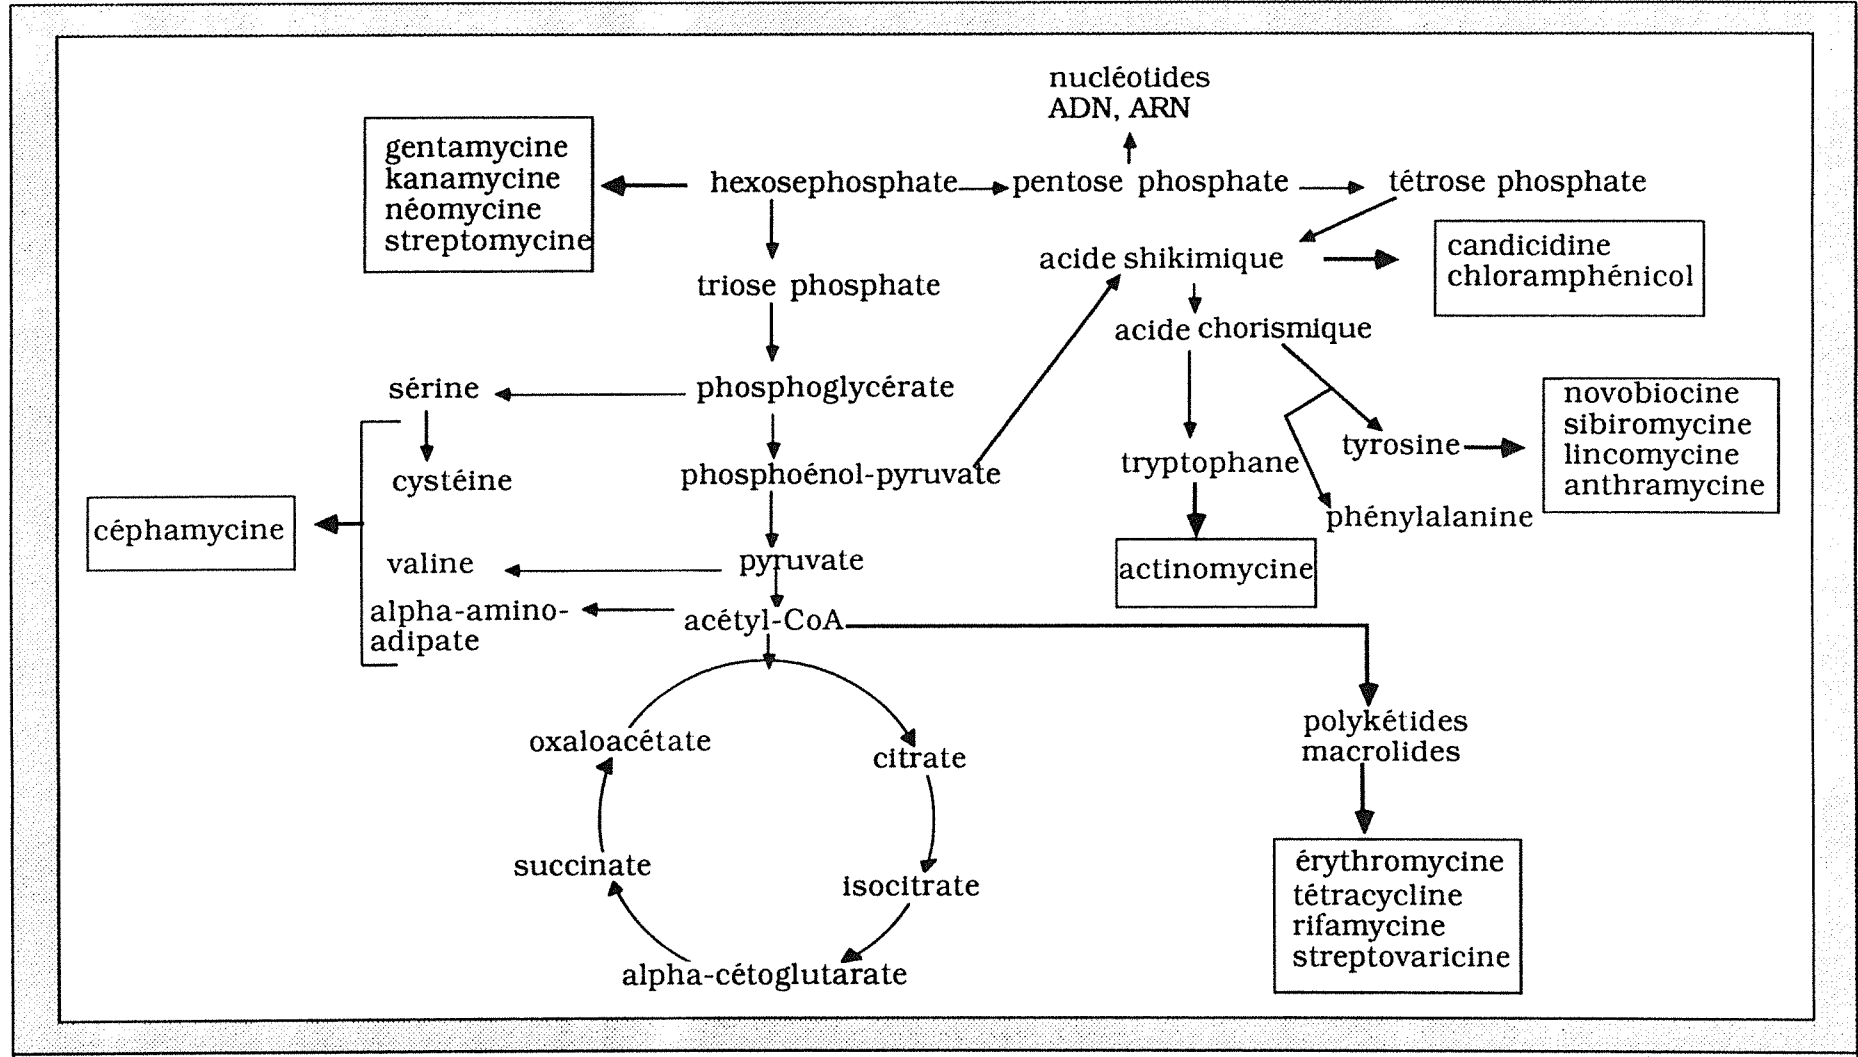 nucléotides
ADN, ARN
gentamycine
kanamycine
néomycine
streptomycine
hexosephosphate
pentose phosphate
tétrose phosphate
acide shikimique
candicidine
chloramphénicol
triose phosphate
acide chorismique
sérine
phosphoglycérate
novobiocine
sibiromycine
lincomycine
anthramycine
tyrosine
tryptophane
cystéine
phosphoénol-pyruvate
phénylalanine
céphamycine
valine
pyruvate
actinomycine
alpha-amino-
adipate
acétyl-CoA
polykétides
macrolides
oxaloacétate
citrate
succinate
isocitrate
alpha-cétoglutarate
érythromycine
tétracycline
rifamycine
streptovaricine